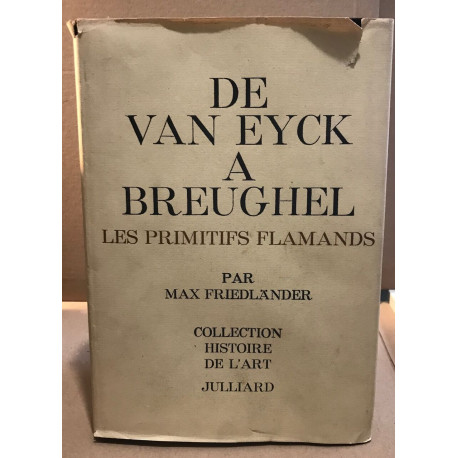 DE
VAN EYCK
A
BREUGHEL
LES PRIMITIFS FLAMANDS
PAR
MAX FRIEDLÄNDER
COLLECTION
HISTOIRE
DE L'ART
JULLIARD